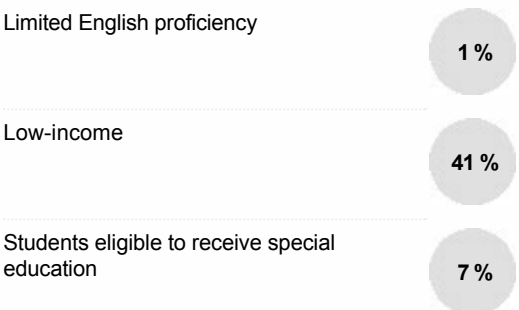 Limited English proficiency
1 %
Low-income
41 %
Students eligible to receive special
education
7 %